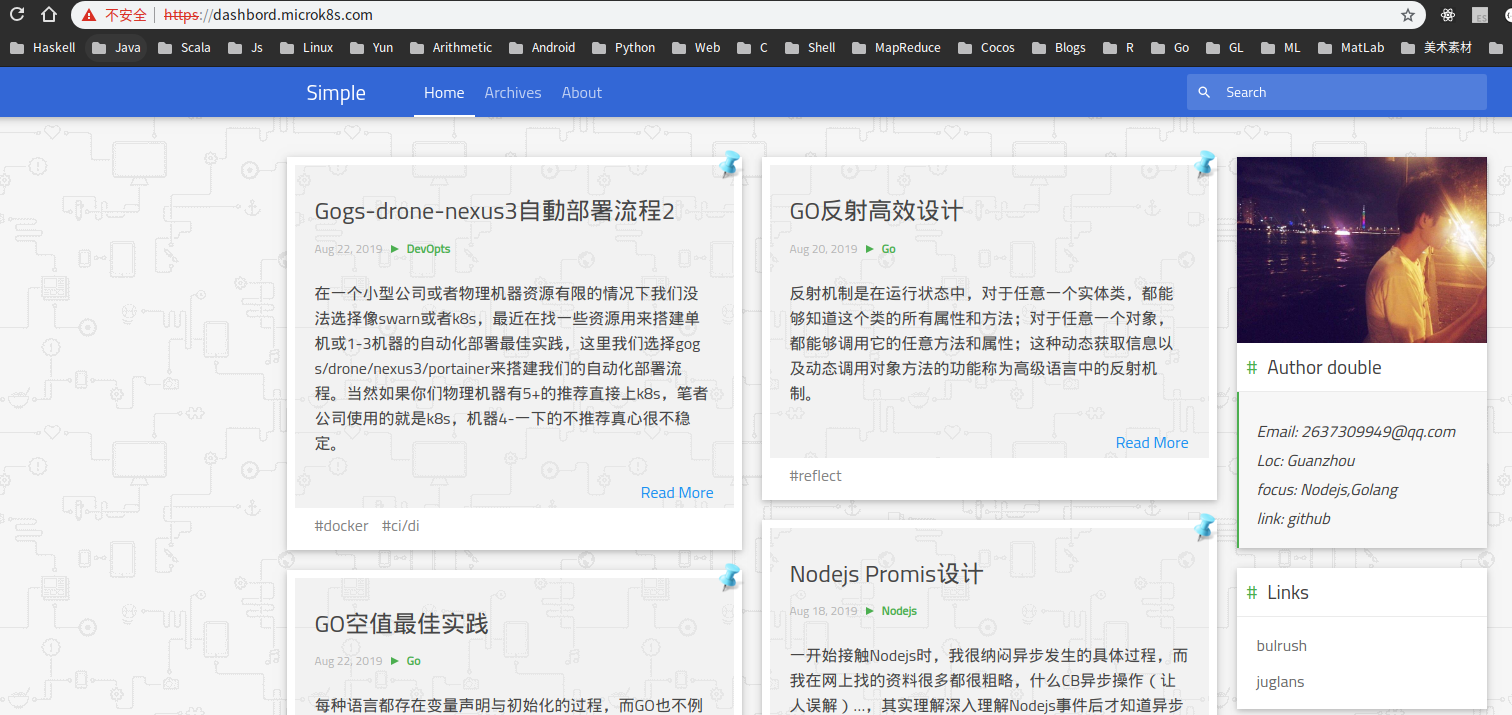 不安全 https://dashbord.microk8s.com
Haskell Java Scala Js Linux Yun Arithmetic Android Python Web C Shell MapReduce Cocos Blogs R Go GL ML MatLab 美术素材
Simple Home Archives About Search
Gogs-drone-nexus3自動部署流程2
Aug 22, 2019 ▶ DevOpts
在一个小型公司或者物理机器资源有限的情况下我们没
法选择像swarn或者k8s，最近在找一些资源用来搭建单
机或1-3机器的自动化部署最佳实践，这里我们选择gog
s/drone/nexus3/portainer来搭建我们的自动化部署流
程。当然如果你们物理机器有5+的推荐直接上k8s，笔者
公司使用的就是k8s，机器4-一下的不推荐真心很不稳
定。
Read More
#docker #ci/di
GO空值最佳实践
Aug 22, 2019 ▶ Go
每种语言都存在变量声明与初始化的过程，而GO也不例
GO反射高效设计
Aug 20, 2019 ▶ Go
反射机制是在运行状态中，对于任意一个实体类，都能
够知道这个类的所有属性和方法；对于任意一个对象，
都能够调用它的任意方法和属性；这种动态获取信息以
及动态调用对象方法的功能称为高级语言中的反射机
制。
Read More
#reflect
Nodejs Promis设计
Aug 18, 2019 ▶ Nodejs
一开始接触Nodejs时，我很纳闷异步发生的具体过程，而
我在网上找的资料很多都很粗略，什么CB异步操作（让
人误解）...，其实理解深入理解Nodejs事件后才知道异步
# Author double
Email: 2637309949@qq.com
Loc: Guanzhou
focus: Nodejs,Golang
link: github
# Links
bulrush
juglans